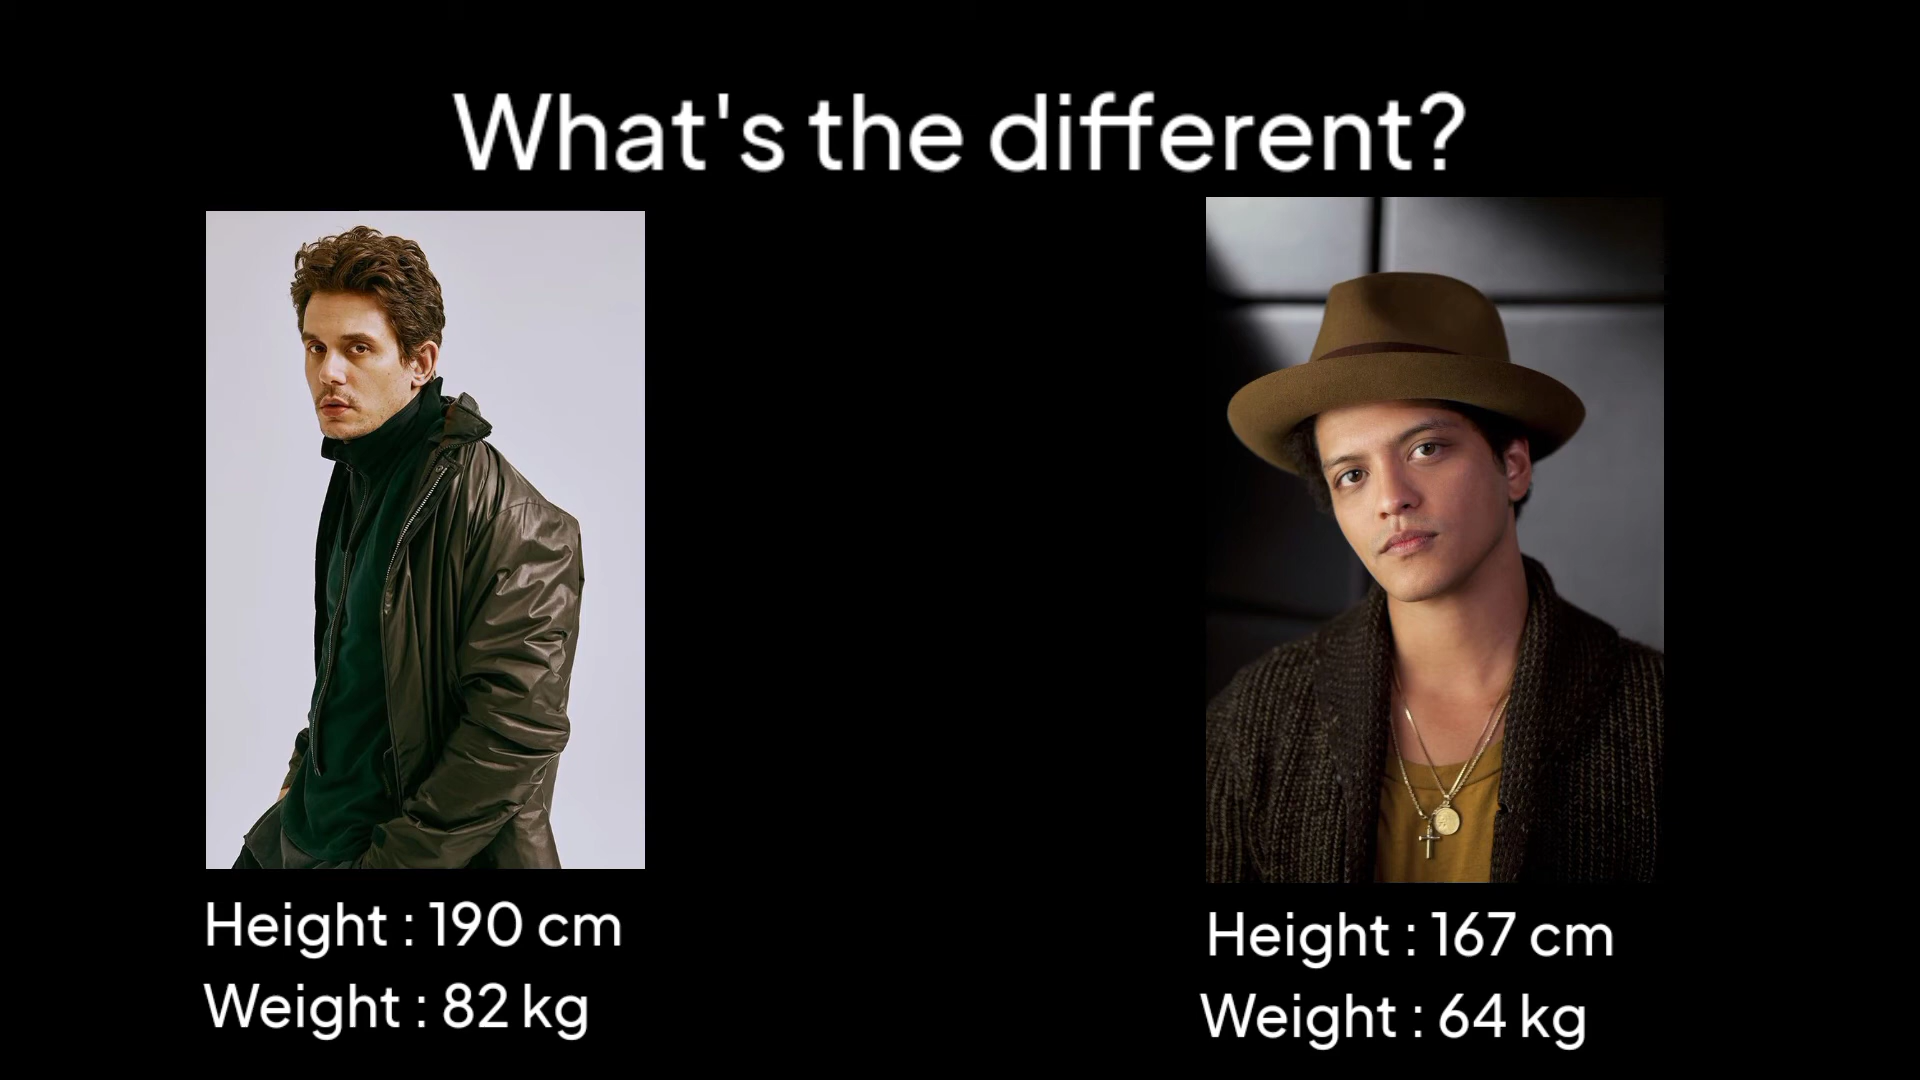 What's the different?
Height : 190 cm
Weight : 82 kg
Height : 167 cm
Weight : 64 kg